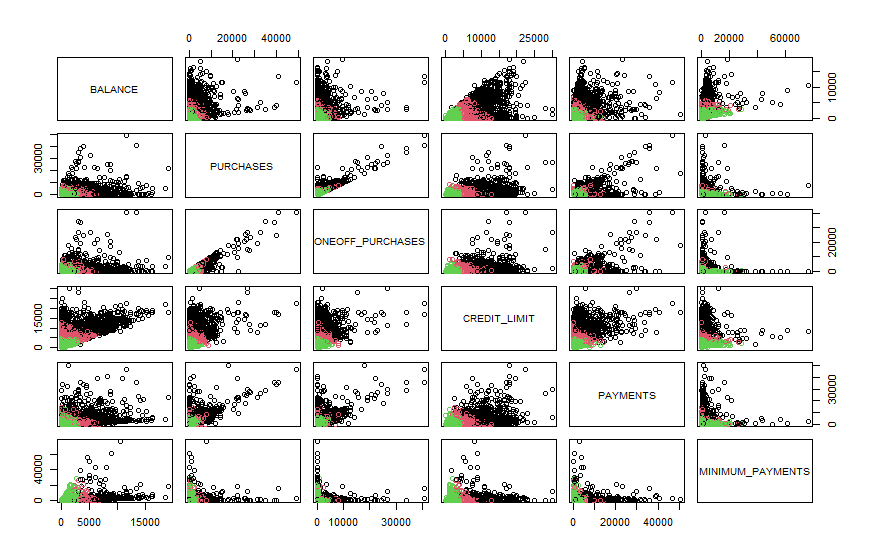 0 20000 40000 0 10000 25000 0 20000 60000
BALANCE
0 10000
0 30000
PURCHASES
ONEOFF_PURCHASES
0 20000
0 15000
CREDIT_LIMIT
PAYMENTS
0 30000
0 40000
MINIMUM_PAYMENTS
0 5000 15000 0 10000 30000 0 20000 40000